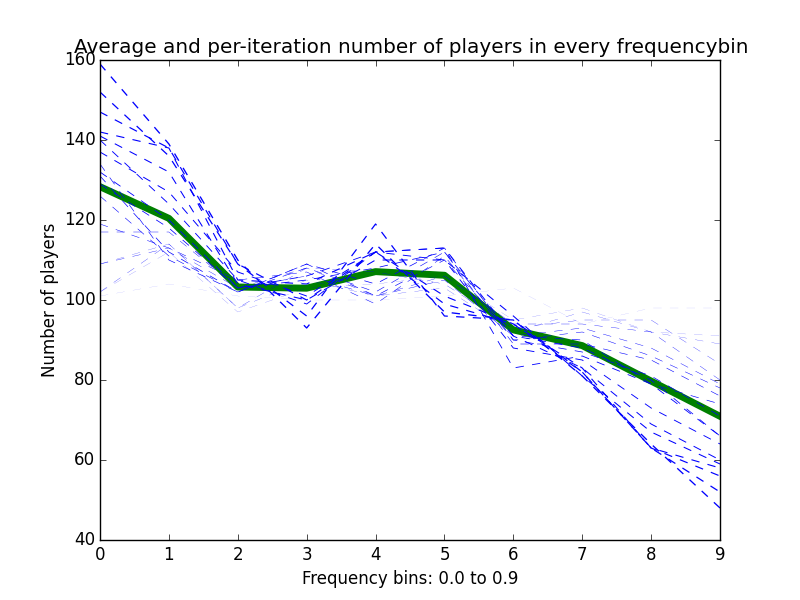 Average and per-iteration number of players in every frequencybin
160
140
120
100
80
60
40
Number of players
0 1 2 3 4 5 6 7 8 9
Frequency bins: 0.0 to 0.9